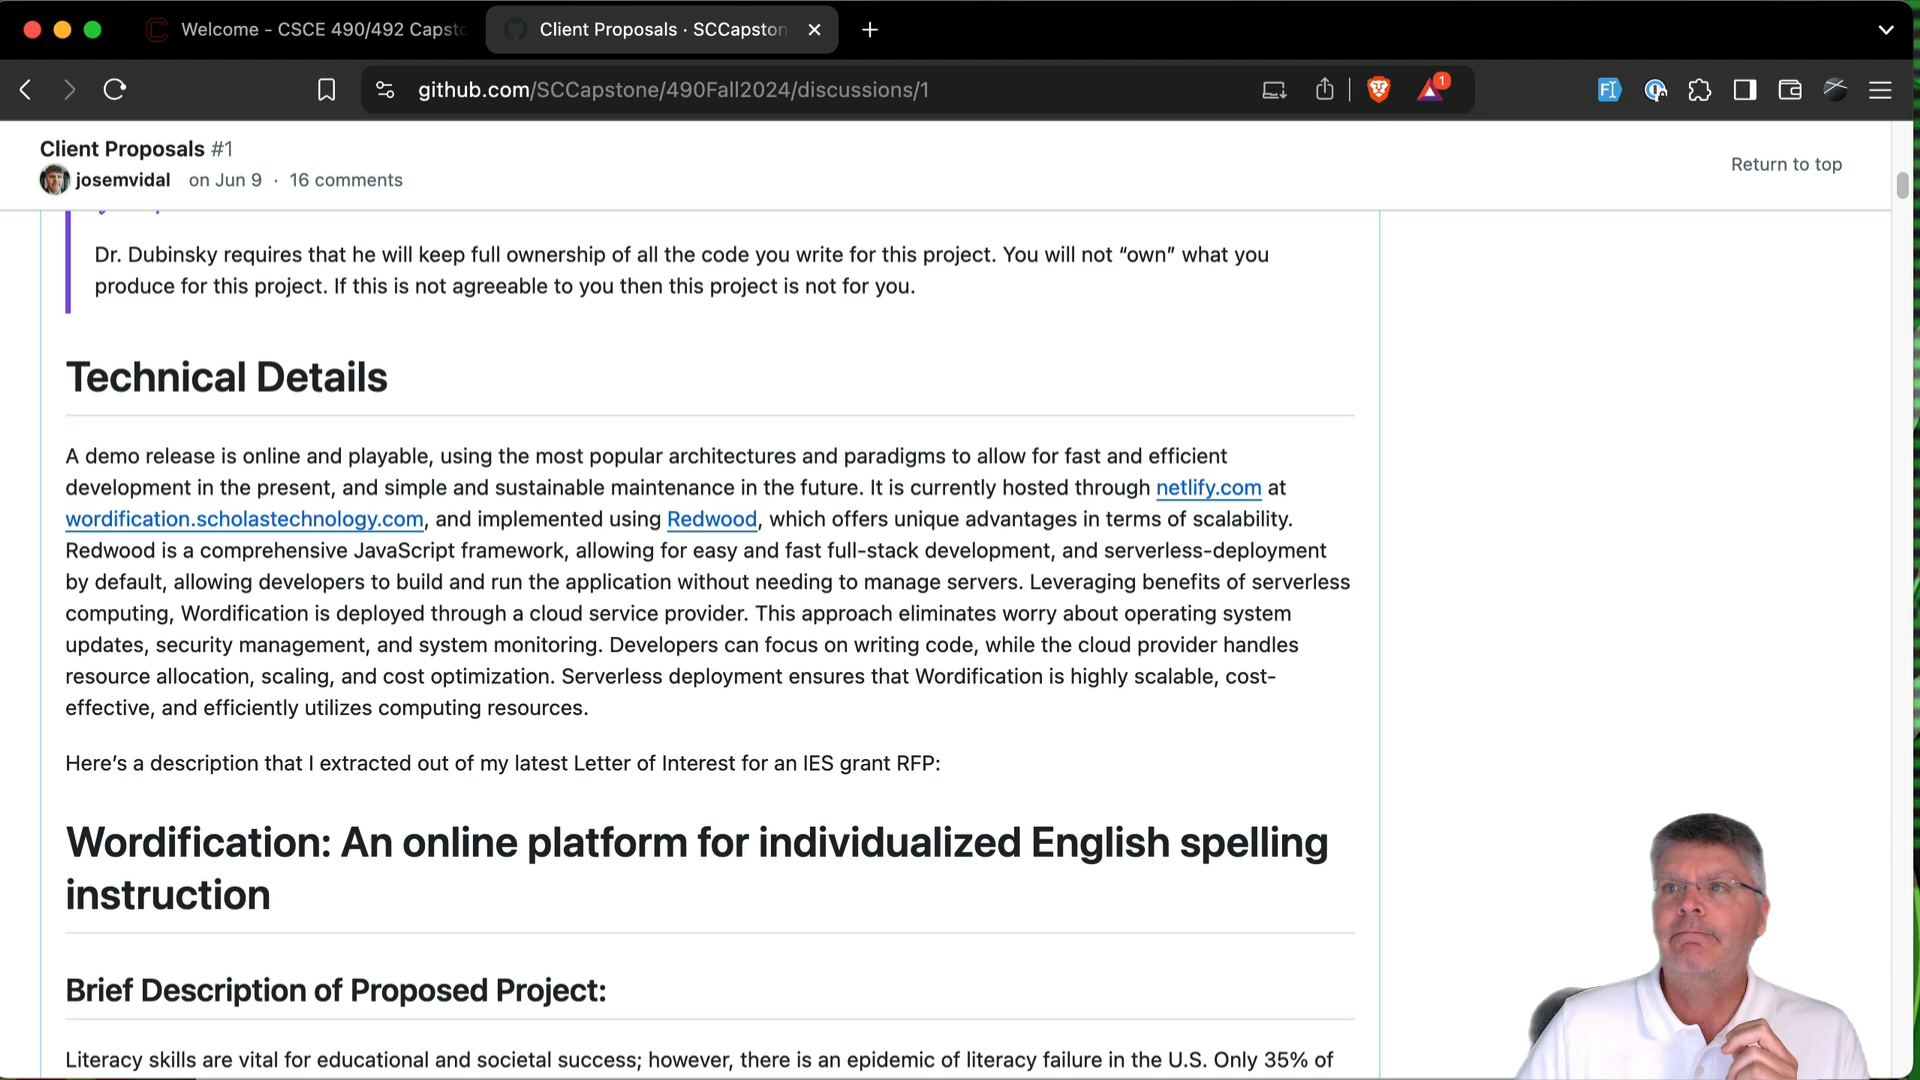 Welcome - CSCE 490/492 Capst
Client Proposals · SCCapston
github.com/SCCapstone/490Fall2024/discussions/1
1
Client Proposals #1
josemvidal on Jun 9 · 16 comments
Return to top
Dr. Dubinsky requires that he will keep full ownership of all the code you write for this project. You will not “own” what you
produce for this project. If this is not agreeable to you then this project is not for you.
Technical Details
A demo release is online and playable, using the most popular architectures and paradigms to allow for fast and efficient
development in the present, and simple and sustainable maintenance in the future. It is currently hosted through netlify.com at
wordification.scholastechnology.com, and implemented using Redwood, which offers unique advantages in terms of scalability.
Redwood is a comprehensive JavaScript framework, allowing for easy and fast full-stack development, and serverless-deployment
by default, allowing developers to build and run the application without needing to manage servers. Leveraging benefits of serverless
computing, Wordification is deployed through a cloud service provider. This approach eliminates worry about operating system
updates, security management, and system monitoring. Developers can focus on writing code, while the cloud provider handles
resource allocation, scaling, and cost optimization. Serverless deployment ensures that Wordification is highly scalable, cost-
effective, and efficiently utilizes computing resources.
Here’s a description that I extracted out of my latest Letter of Interest for an IES grant RFP:
Wordification: An online platform for individualized English spelling
instruction
Brief Description of Proposed Project:
Literacy skills are vital for educational and societal success; however, there is an epidemic of literacy failure in the U.S. Only 35% of